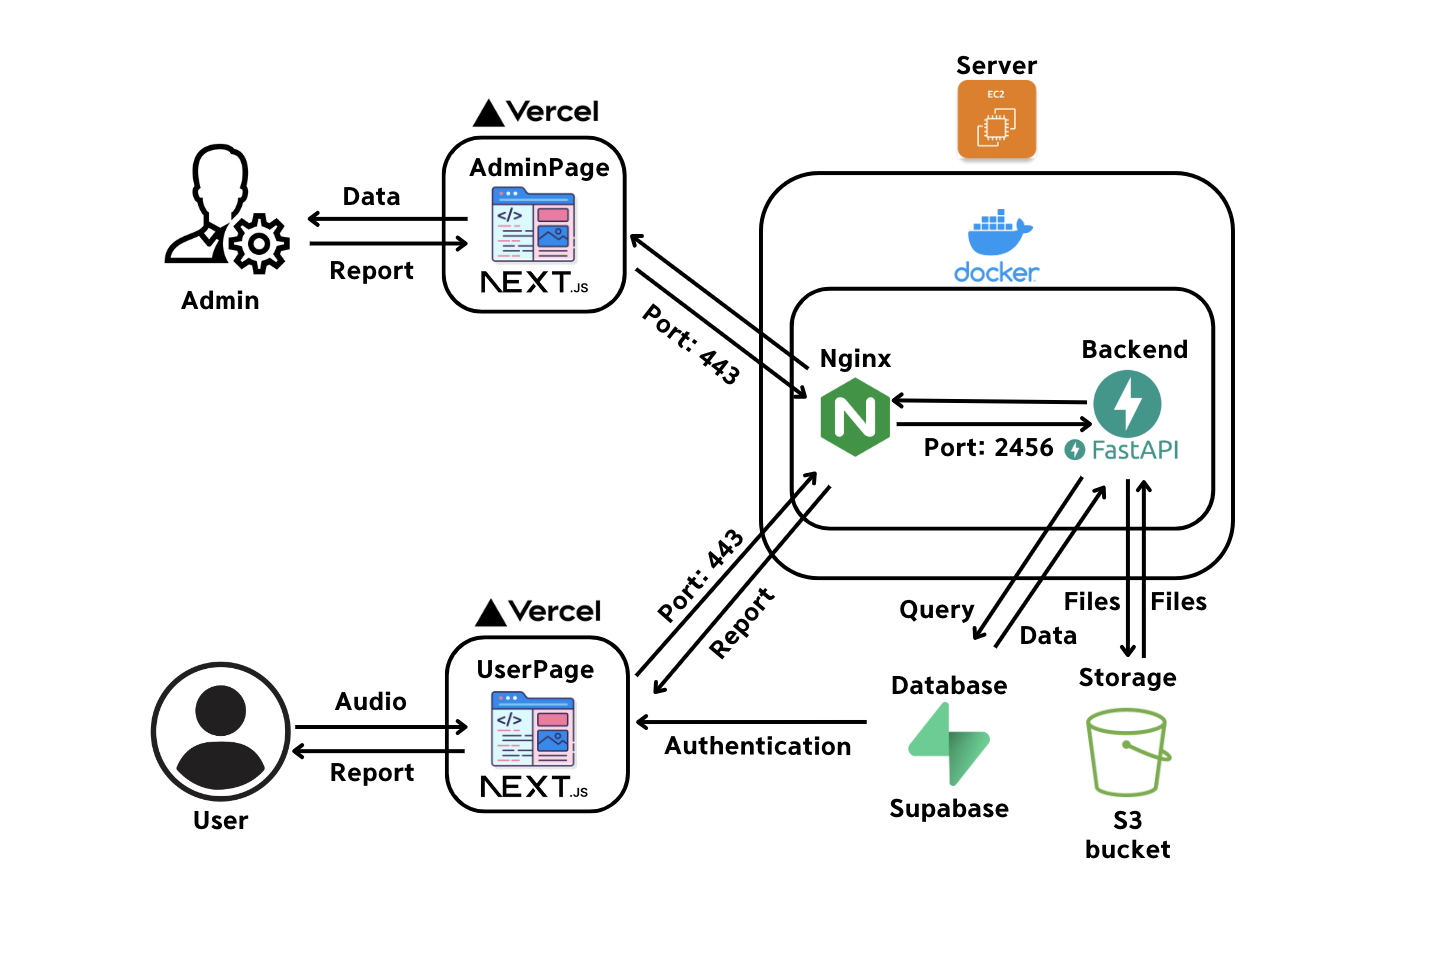 Server
EC2
Vercel
AdminPage
</>
NEXT.JS
Data
Report
Admin
docker
Port: 443
Nginx
N
Backend
FastAPI
Port: 2456
Port: 443
Report
Query
Data
Files
Files
Vercel
UserPage
</>
NEXT.JS
Audio
Report
User
Authentication
Database
Supabase
Storage
S3
bucket